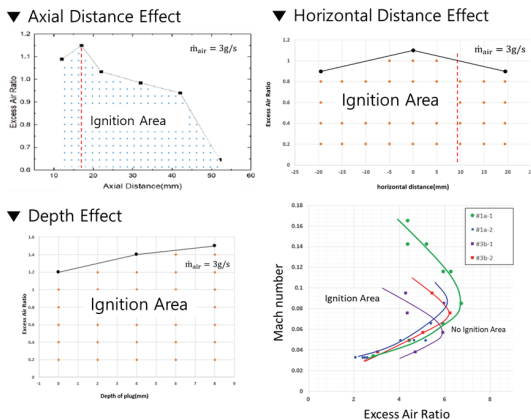 ▼ Axial Distance Effect
ṁair = 3g/s
Excess Air Ratio
1.2
1.1
1.0
0.9
0.8
0.7
0.6
Ignition Area
0 10 20 30 40 50 60
Axial Distance(mm)
▼ Horizontal Distance Effect
ṁair = 3g/s
Excess Air Ratio
1.2
1
0.8
0.6
0.4
0.2
0
Ignition Area
-20 -15 -10 -5 0 5 10 15 20
horizontal distance(mm)
▼ Depth Effect
ṁair = 3g/s
Excess Air Ratio
1.6
1.4
1.2
1
0.8
0.6
0.4
0.2
0
Ignition Area
-1 0 1 2 3 4 5 6 7 8 9
Depth of plug(mm)
Mach number
0.18
0.16
0.14
0.12
0.1
0.08
0.06
0.04
0.02
0
#1a-1
#1a-2
#3b-1
#3b-2
Ignition Area
No Ignition Area
0 2 4 6 8 10
Excess Air Ratio